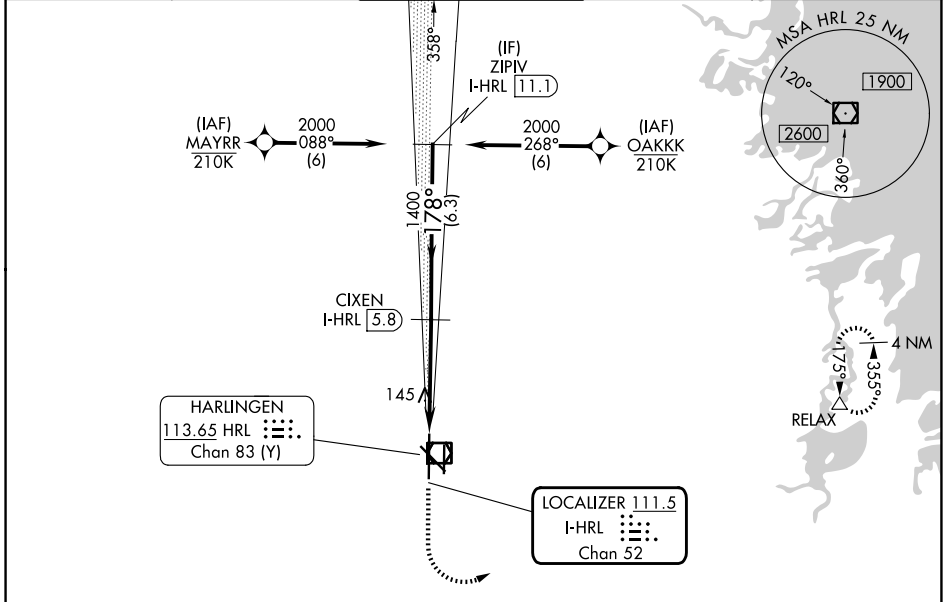 358°
(IF)
ZIPIV
I-HRL 11.1
MSA HRL 25 NM
120°
1900
2600
360°
(IAF)
MAYRR
210K
2000
088°
(6)
2000
268°
(6)
(IAF)
OAKKK
210K
1400
178°
(6.3)
CIXEN
I-HRL 5.8
145
4 NM
175°
355°
RELAX
HARLINGEN
113.65 HRL
Chan 83 (Y)
LOCALIZER 111.5
I-HRL
Chan 52